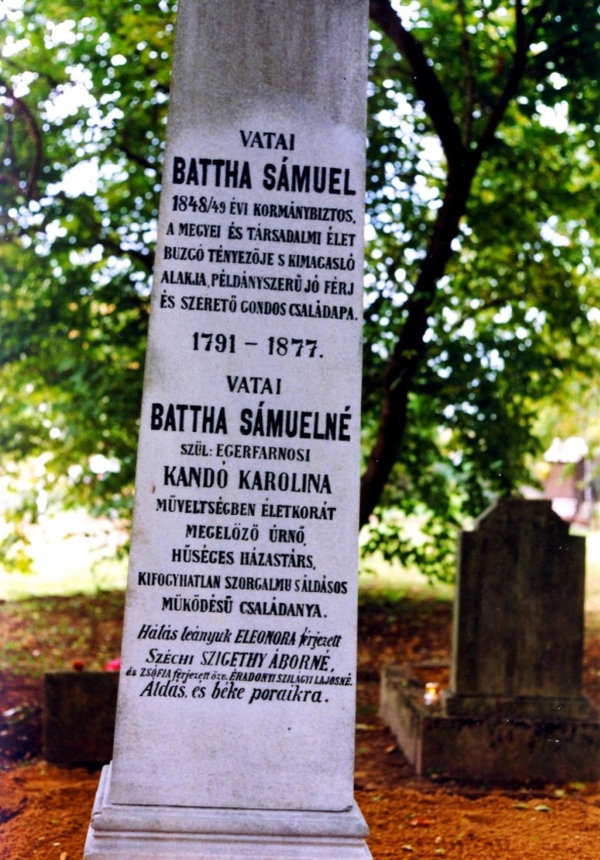 VATAI
BATTHA SÁMUEL
1848/49 ÉVI KORMÁNYBIZTOS,
A MEGYEI ÉS TÁRSADALMI ÉLET
BUZGÓ TÉNYEZŐJE S KIMAGASLÓ
ALAKJA, PÉLDÁNYSZERŰ JÓ FÉRJ
ÉS SZERETŐ GONDOS CSALÁDAPA.
1791 – 1877.
VATAI
BATTHA SÁMUELNÉ
SZÜL: EGERFARNOSI
KANDÓ KAROLINA
MŰVELTSÉGBEN ÉLETKORÁT
MEGELŐZŐ ÚRNŐ,
HŰSÉGES HÁZASTÁRS,
KIFOGYHATLAN SZORGALMU S ÁLDÁSOS
MŰKÖDÉSŰ CSALÁDANYA.
Hálás leányuk ELEONORA férjezett
SZÉCHI SZIGETHY ÁBORNÉ,
és ZSÓFIA férjezett özv. ÉRADONYI SZILÁGYI LAJOSNÉ.
Áldás, és béke poraikra.